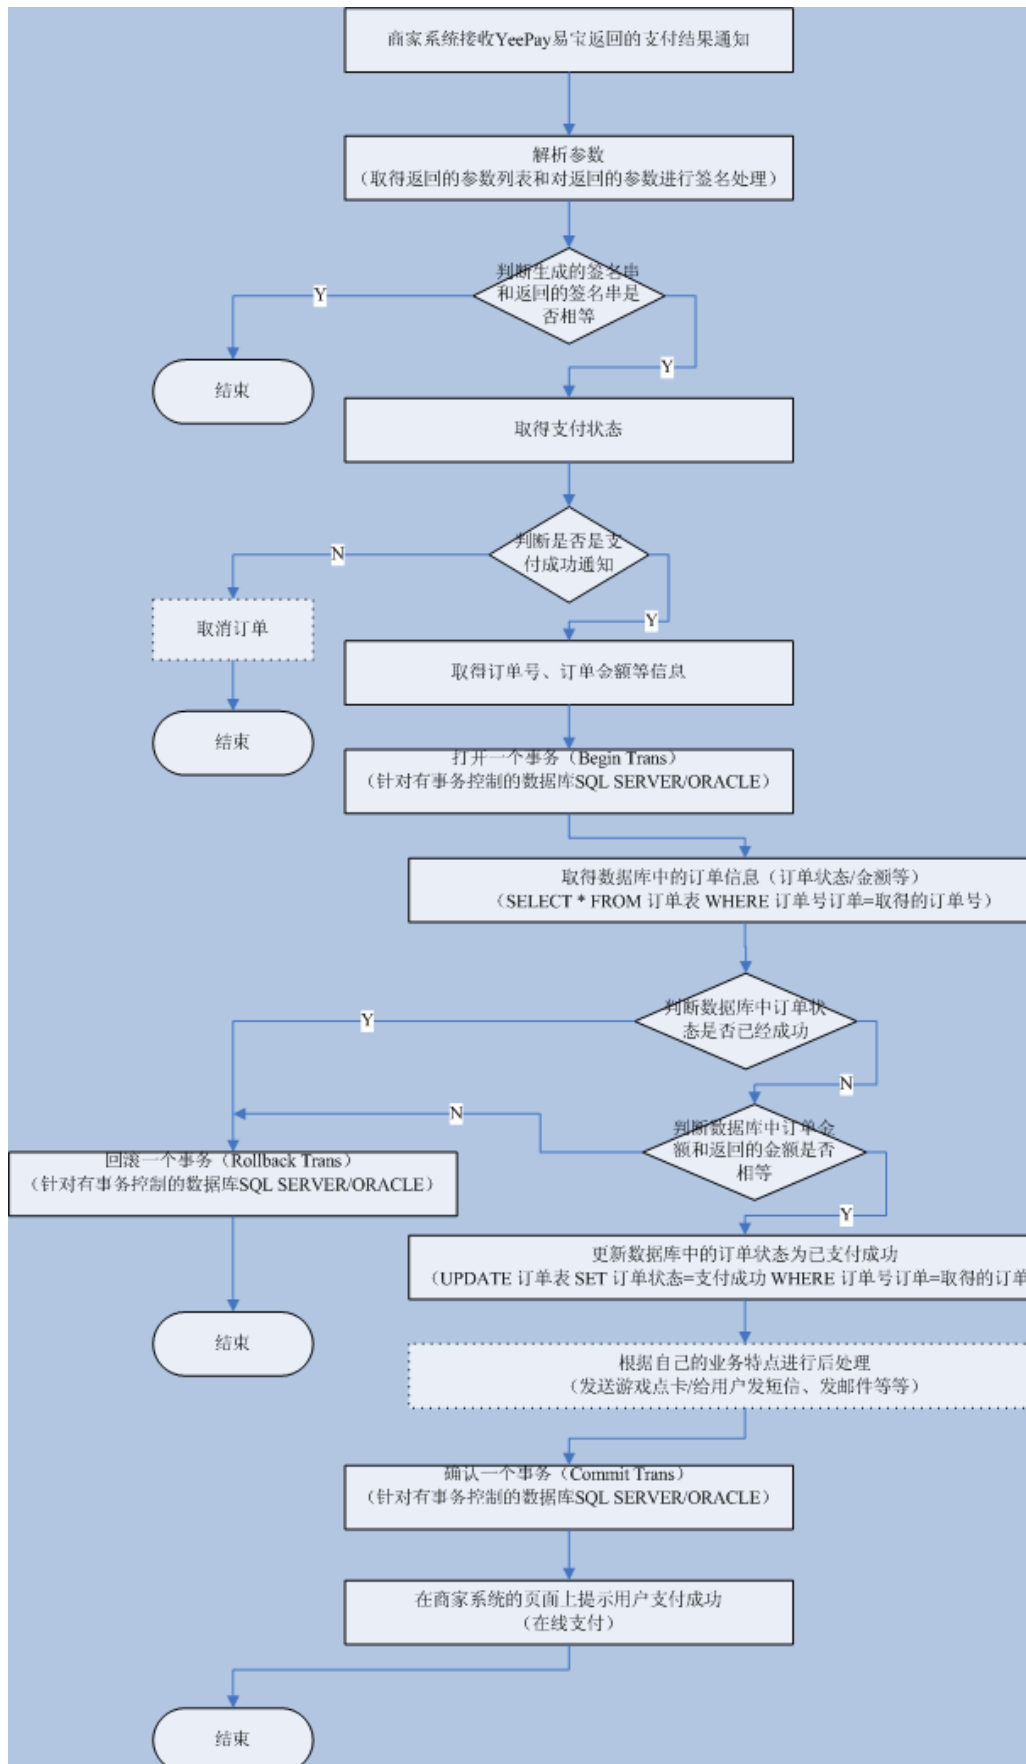 商家系统接收YeePay易宝返回的支付结果通知
解析参数
（取得返回的参数列表和对返回的参数进行签名处理）
判断生成的签名串
和返回的签名串是
否相等
Y
Y
结束
取得支付状态
判断是否是支
付成功通知
N
Y
取消订单
取得订单号、订单金额等信息
结束
打开一个事务（Begin Trans）
（针对有事务控制的数据库SQL SERVER/ORACLE）
取得数据库中的订单信息（订单状态/金额等）
（SELECT * FROM 订单表 WHERE 订单号订单=取得的订单号）
判断数据库中订单状
态是否已经成功
Y
N
N
判断数据库中订单金
额和返回的金额是否
相等
回滚一个事务（Rollback Trans）
（针对有事务控制的数据库SQL SERVER/ORACLE）
Y
更新数据库中的订单状态为已支付成功
（UPDATE 订单表 SET 订单状态=支付成功 WHERE 订单号订单=取得的订单
结束
根据自己的业务特点进行后处理
（发送游戏点卡/给用户发短信、发邮件等等）
确认一个事务（Commit Trans）
（针对有事务控制的数据库SQL SERVER/ORACLE）
在商家系统的页面上提示用户支付成功
（在线支付）
结束